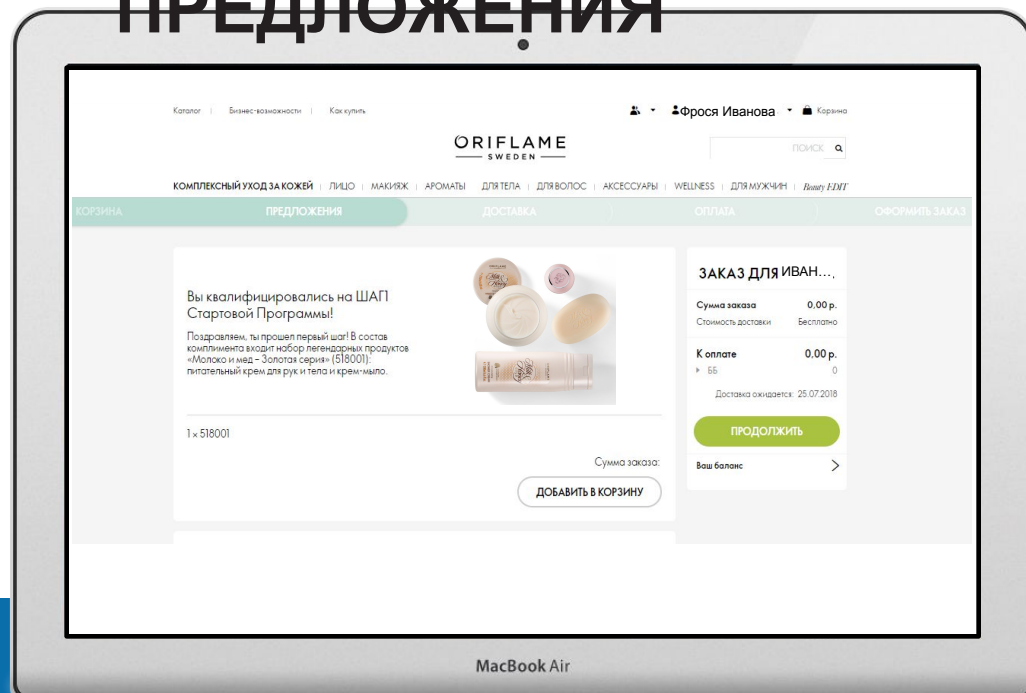 ПРЕДЛОЖЕНИЯ
Каталог | Бизнес-возможности | Как купить
Фрося Иванова
Корзина
ORIFLAME
SWEDEN
ПОИСК
КОМПЛЕКСНЫЙ УХОД ЗА КОЖЕЙ | ЛИЦО | МАКИЯЖ | АРОМАТЫ ДЛЯ ТЕЛА | ДЛЯ ВОЛОС | АКСЕССУАРЫ | WELLNESS | ДЛЯ МУЖЧИН | Beauty EDIT
КОРЗИНА ПРЕДЛОЖЕНИЯ ДОСТАВКА ОПЛАТА ОФОРМИТЬ ЗАКАЗ
Вы квалифицировались на ШАГ1
Стартовой Программы!
Поздравляем, ты прошел первый шаг! В состав
комплимента входит набор легендарных продуктов
«Молоко и мед – Золотая серия» (518001):
питательный крем для рук и тела и крем-мыло.
Milk &
Honey
1 x 518001
Сумма заказа:
ДОБАВИТЬ В КОРЗИНУ
ЗАКАЗ ДЛЯ ИВАН...,
Сумма заказа 0,00 р.
Стоимость доставки Бесплатно
К оплате 0,00 р.
ББ 0
Доставка ожидается: 25.07.2018
ПРОДОЛЖИТЬ
Ваш баланс
MacBook Air